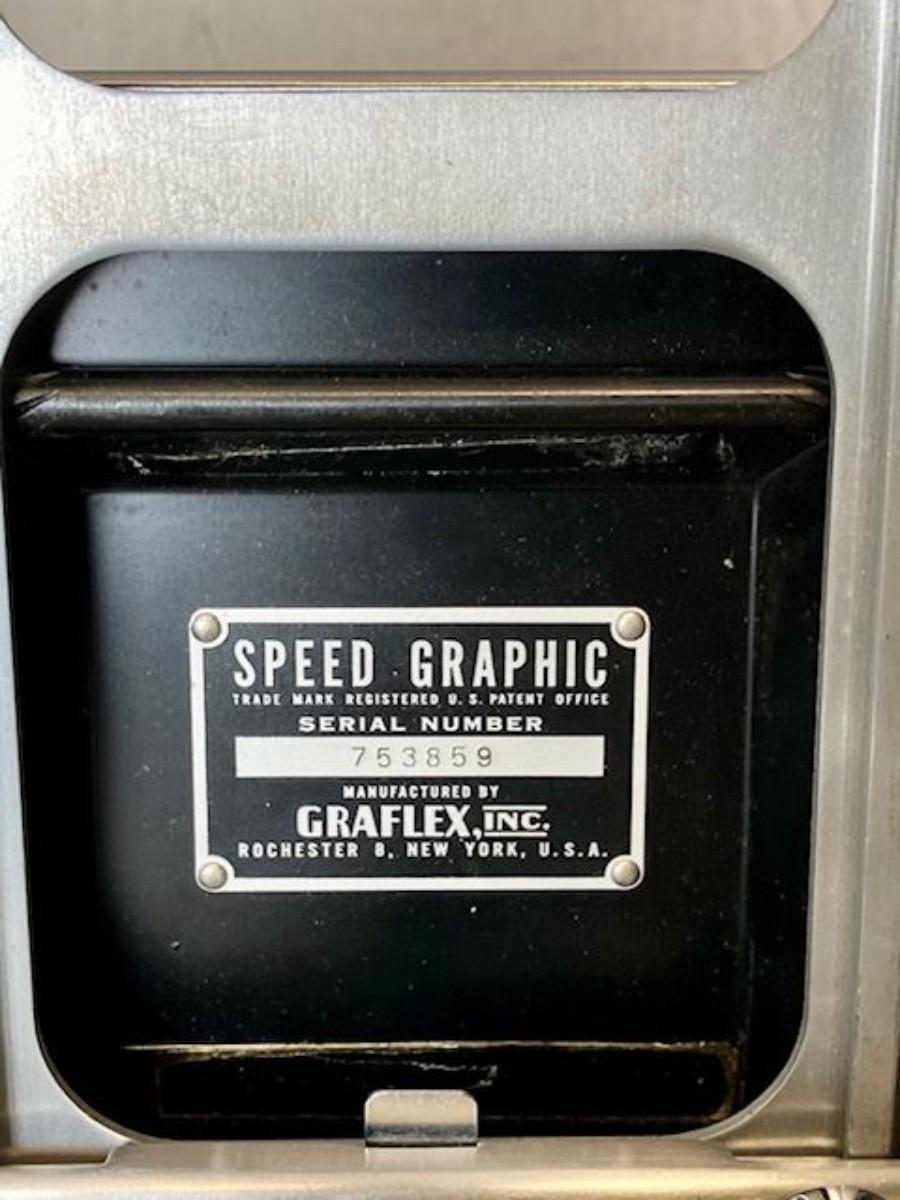 SPEED GRAPHIC
TRADE MARK REGISTERED U.S. PATENT OFFICE
SERIAL NUMBER
753859
MANUFACTURED BY
GRAFLEX, INC.
ROCHESTER 8, NEW YORK, U.S.A.